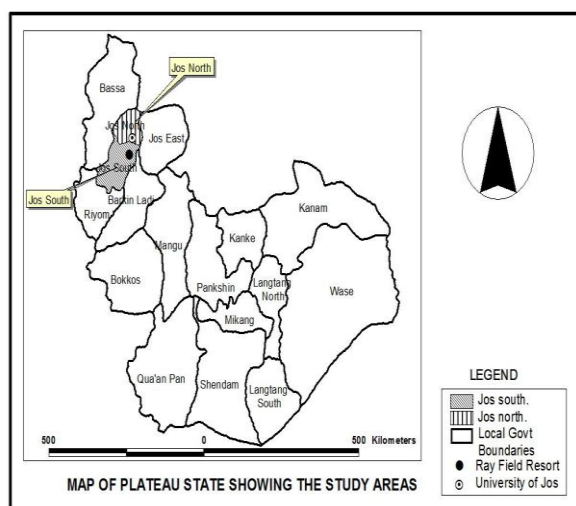 Jos North
Bassa
Jos North
Jos East
Jos South
Jos South
Barkin Ladi
Riyom
Kanam
Kanke
Mangu
Bokkos
Pankshin
Langtang
North
Wase
Mikang
Qua'an Pan
Shendam
Langtang
South
500 0 500 Kilometers
MAP OF PLATEAU STATE SHOWING THE STUDY AREAS
LEGEND
Jos south.
Jos north.
Local Govt
Boundaries
Ray Field Resort
University of Jos